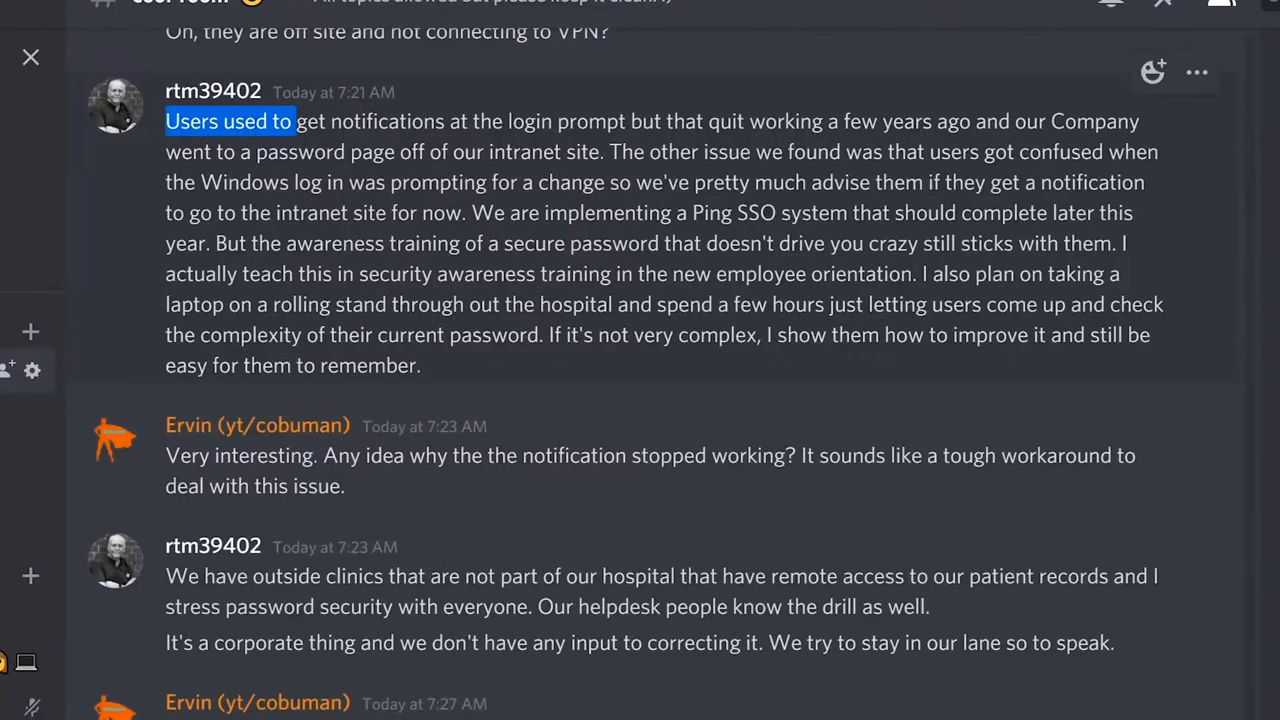 Oh, they are off site and not connecting to VPN?
rtm39402 Today at 7:21 AM
Users used to get notifications at the login prompt but that quit working a few years ago and our Company
went to a password page off of our intranet site. The other issue we found was that users got confused when
the Windows log in was prompting for a change so we've pretty much advise them if they get a notification
to go to the intranet site for now. We are implementing a Ping SSO system that should complete later this
year. But the awareness training of a secure password that doesn't drive you crazy still sticks with them. I
actually teach this in security awareness training in the new employee orientation. I also plan on taking a
laptop on a rolling stand through out the hospital and spend a few hours just letting users come up and check
the complexity of their current password. If it's not very complex, I show them how to improve it and still be
easy for them to remember.
Ervin (yt/cobuman) Today at 7:23 AM
Very interesting. Any idea why the the notification stopped working? It sounds like a tough workaround to
deal with this issue.
rtm39402 Today at 7:23 AM
We have outside clinics that are not part of our hospital that have remote access to our patient records and I
stress password security with everyone. Our helpdesk people know the drill as well.
It's a corporate thing and we don't have any input to correcting it. We try to stay in our lane so to speak.
Ervin (yt/cobuman) Today at 7:27 AM